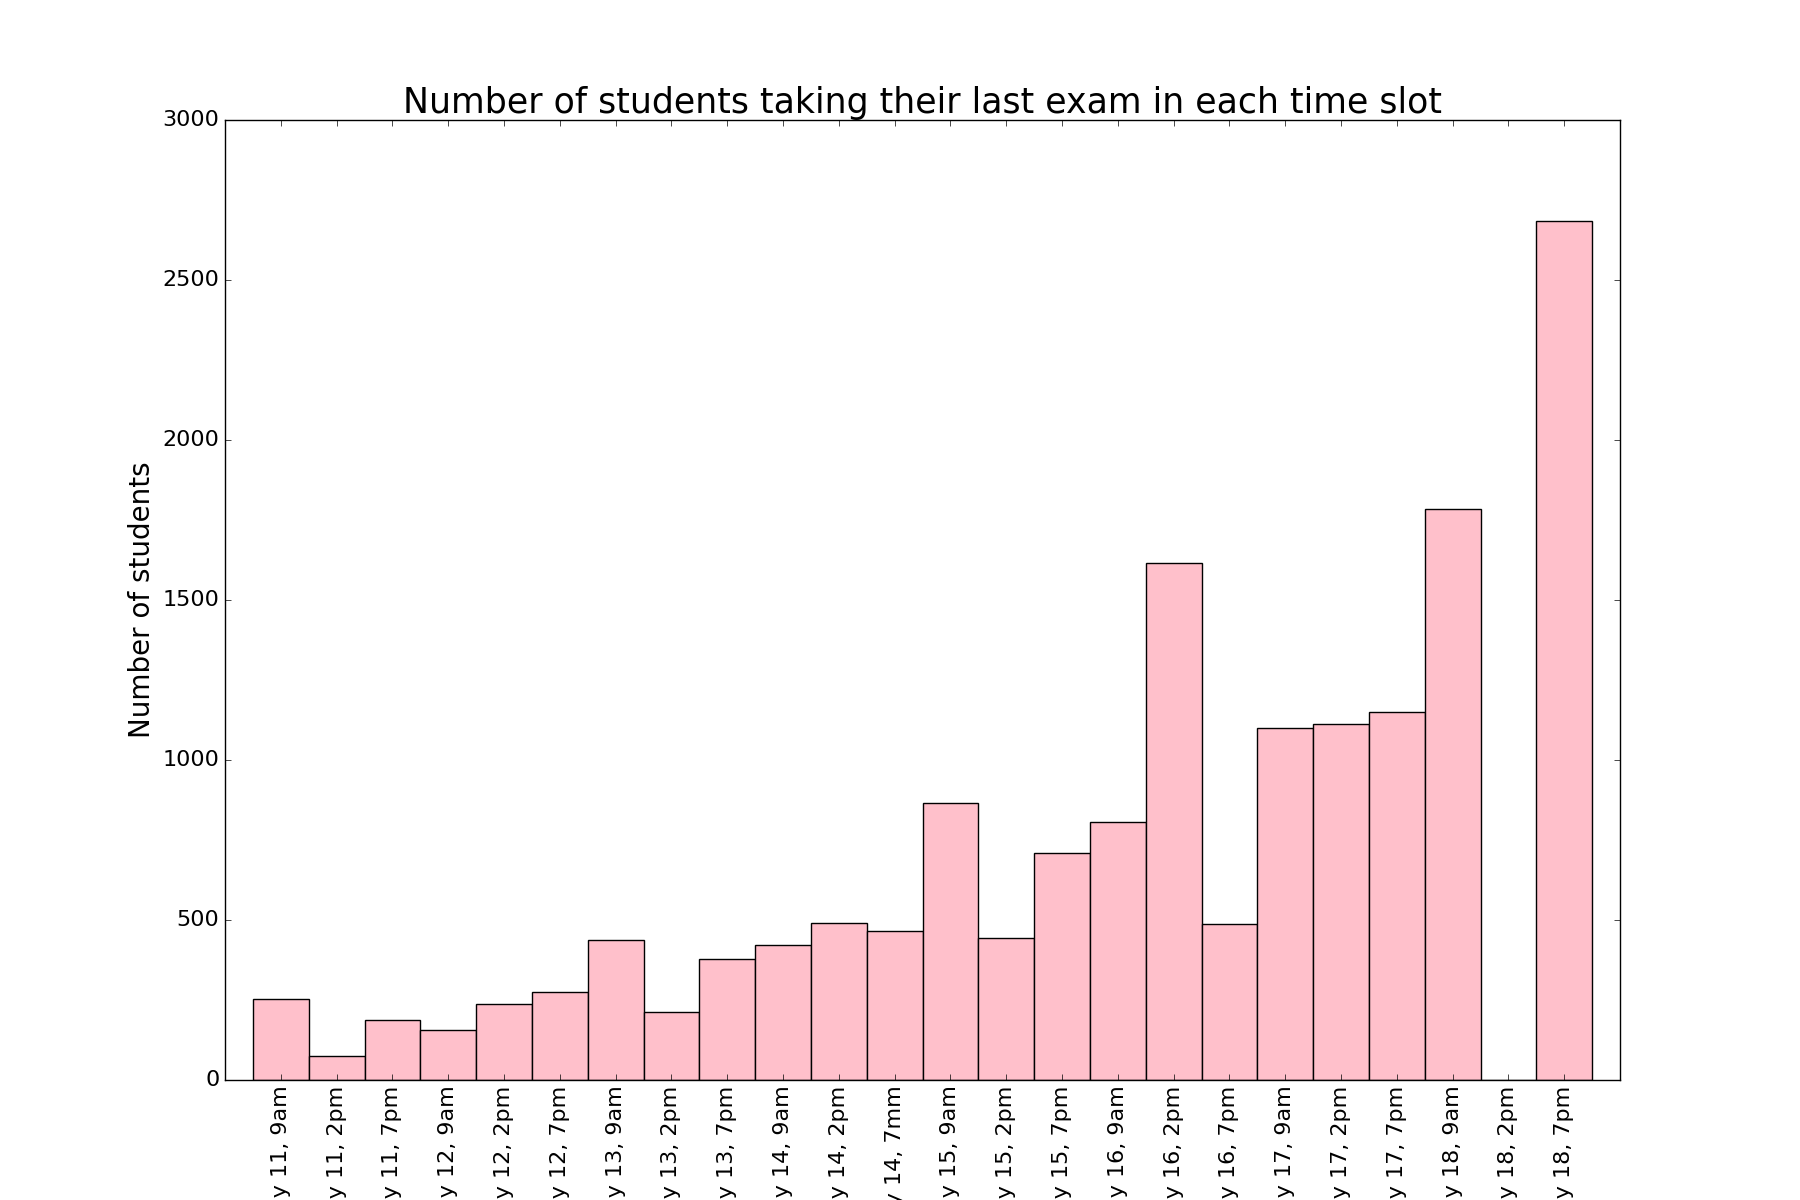 Number of students taking their last exam in each time slot
Number of students
3000
2500
2000
1500
1000
500
0
y 11, 9am
y 11, 2pm
y 11, 7pm
y 12, 9am
y 12, 2pm
y 12, 7pm
y 13, 9am
y 13, 2pm
y 13, 7pm
y 14, 9am
y 14, 2pm
y 14, 7mm
y 15, 9am
y 15, 2pm
y 15, 7pm
y 16, 9am
y 16, 2pm
y 16, 7pm
y 17, 9am
y 17, 2pm
y 17, 7pm
y 18, 9am
y 18, 2pm
y 18, 7pm